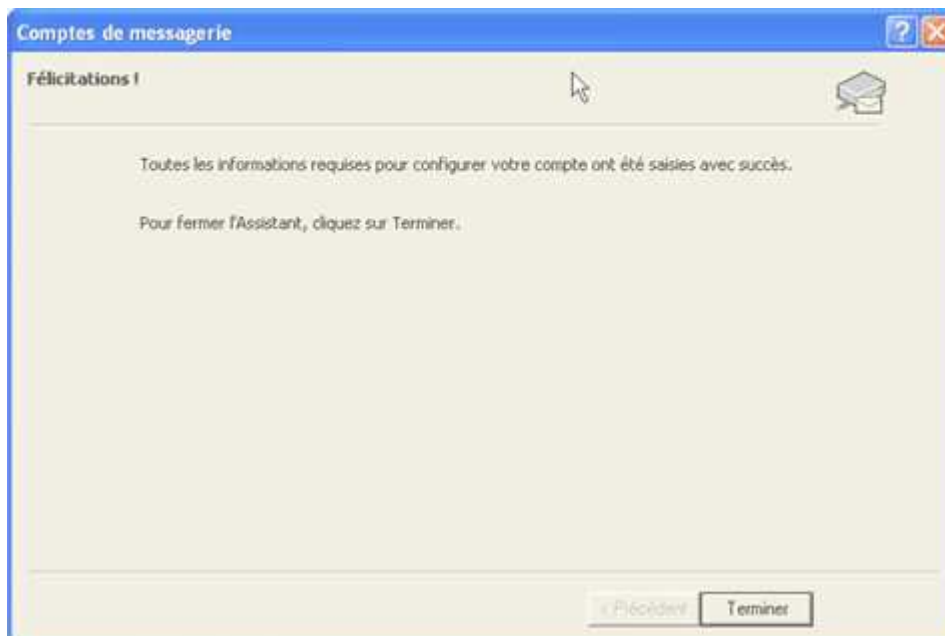 Comptes de messagerie
Félicitations !
Toutes les informations requises pour configurer votre compte ont été saisies avec succès.
Pour fermer l'Assistant, cliquez sur Terminer.
< Précédent
Terminer